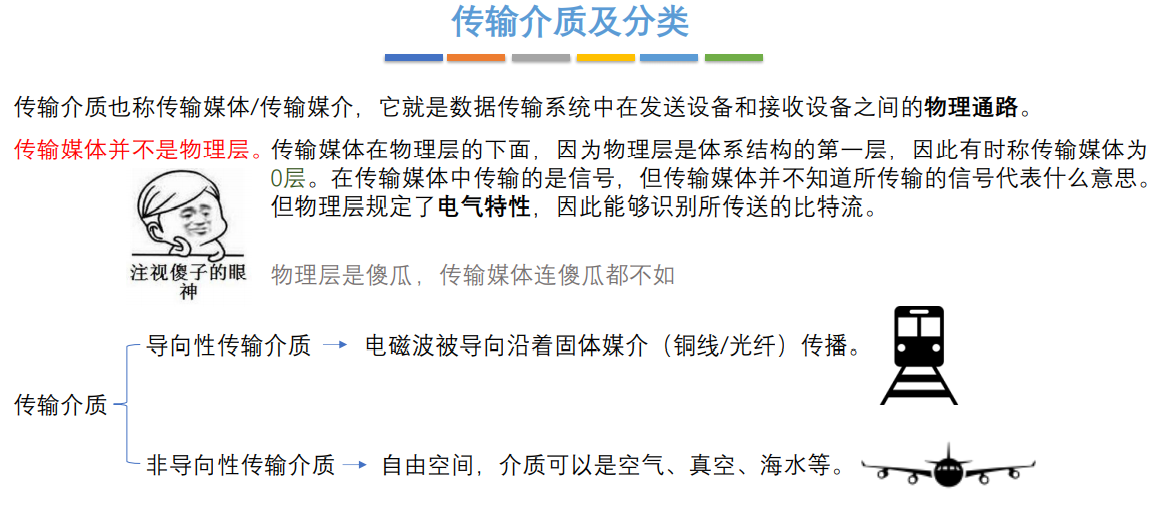 传输介质及分类
传输介质也称传输媒体/传输媒介，它就是数据传输系统中在发送设备和接收设备之间的物理通路。
传输媒体并不是物理层。传输媒体在物理层的下面，因为物理层是体系结构的第一层，因此有时称传输媒体为
0层。在传输媒体中传输的是信号，但传输媒体并不知道所传输的信号代表什么意思。
但物理层规定了电气特性，因此能够识别所传送的比特流。
注视傻子的眼
神
物理层是傻瓜，传输媒体连傻瓜都不如
导向性传输介质
电磁波被导向沿着固体媒介（铜线/光纤）传播。
传输介质
非导向性传输介质
自由空间，介质可以是空气、真空、海水等。